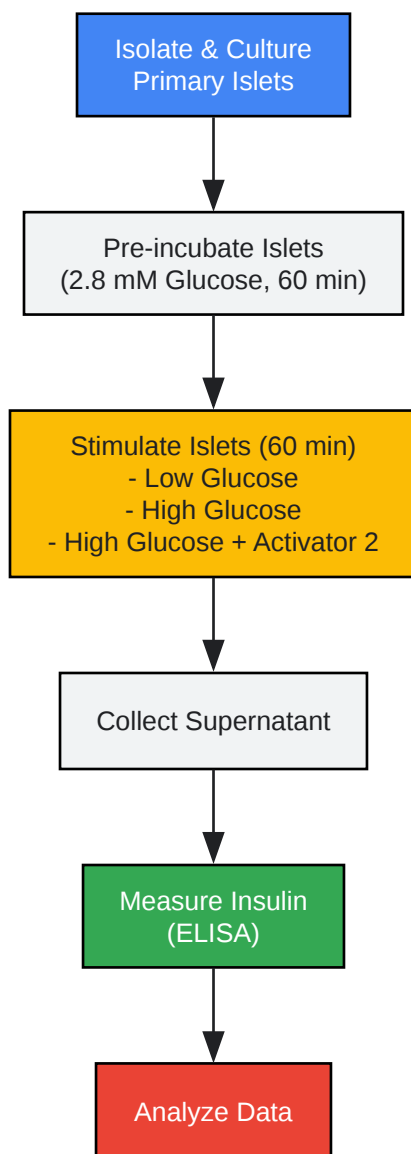 Isolate & Culture
Primary Islets
Pre-incubate Islets
(2.8 mM Glucose, 60 min)
Stimulate Islets (60 min)
- Low Glucose
- High Glucose
- High Glucose + Activator 2
Collect Supernatant
Measure Insulin
(ELISA)
Analyze Data